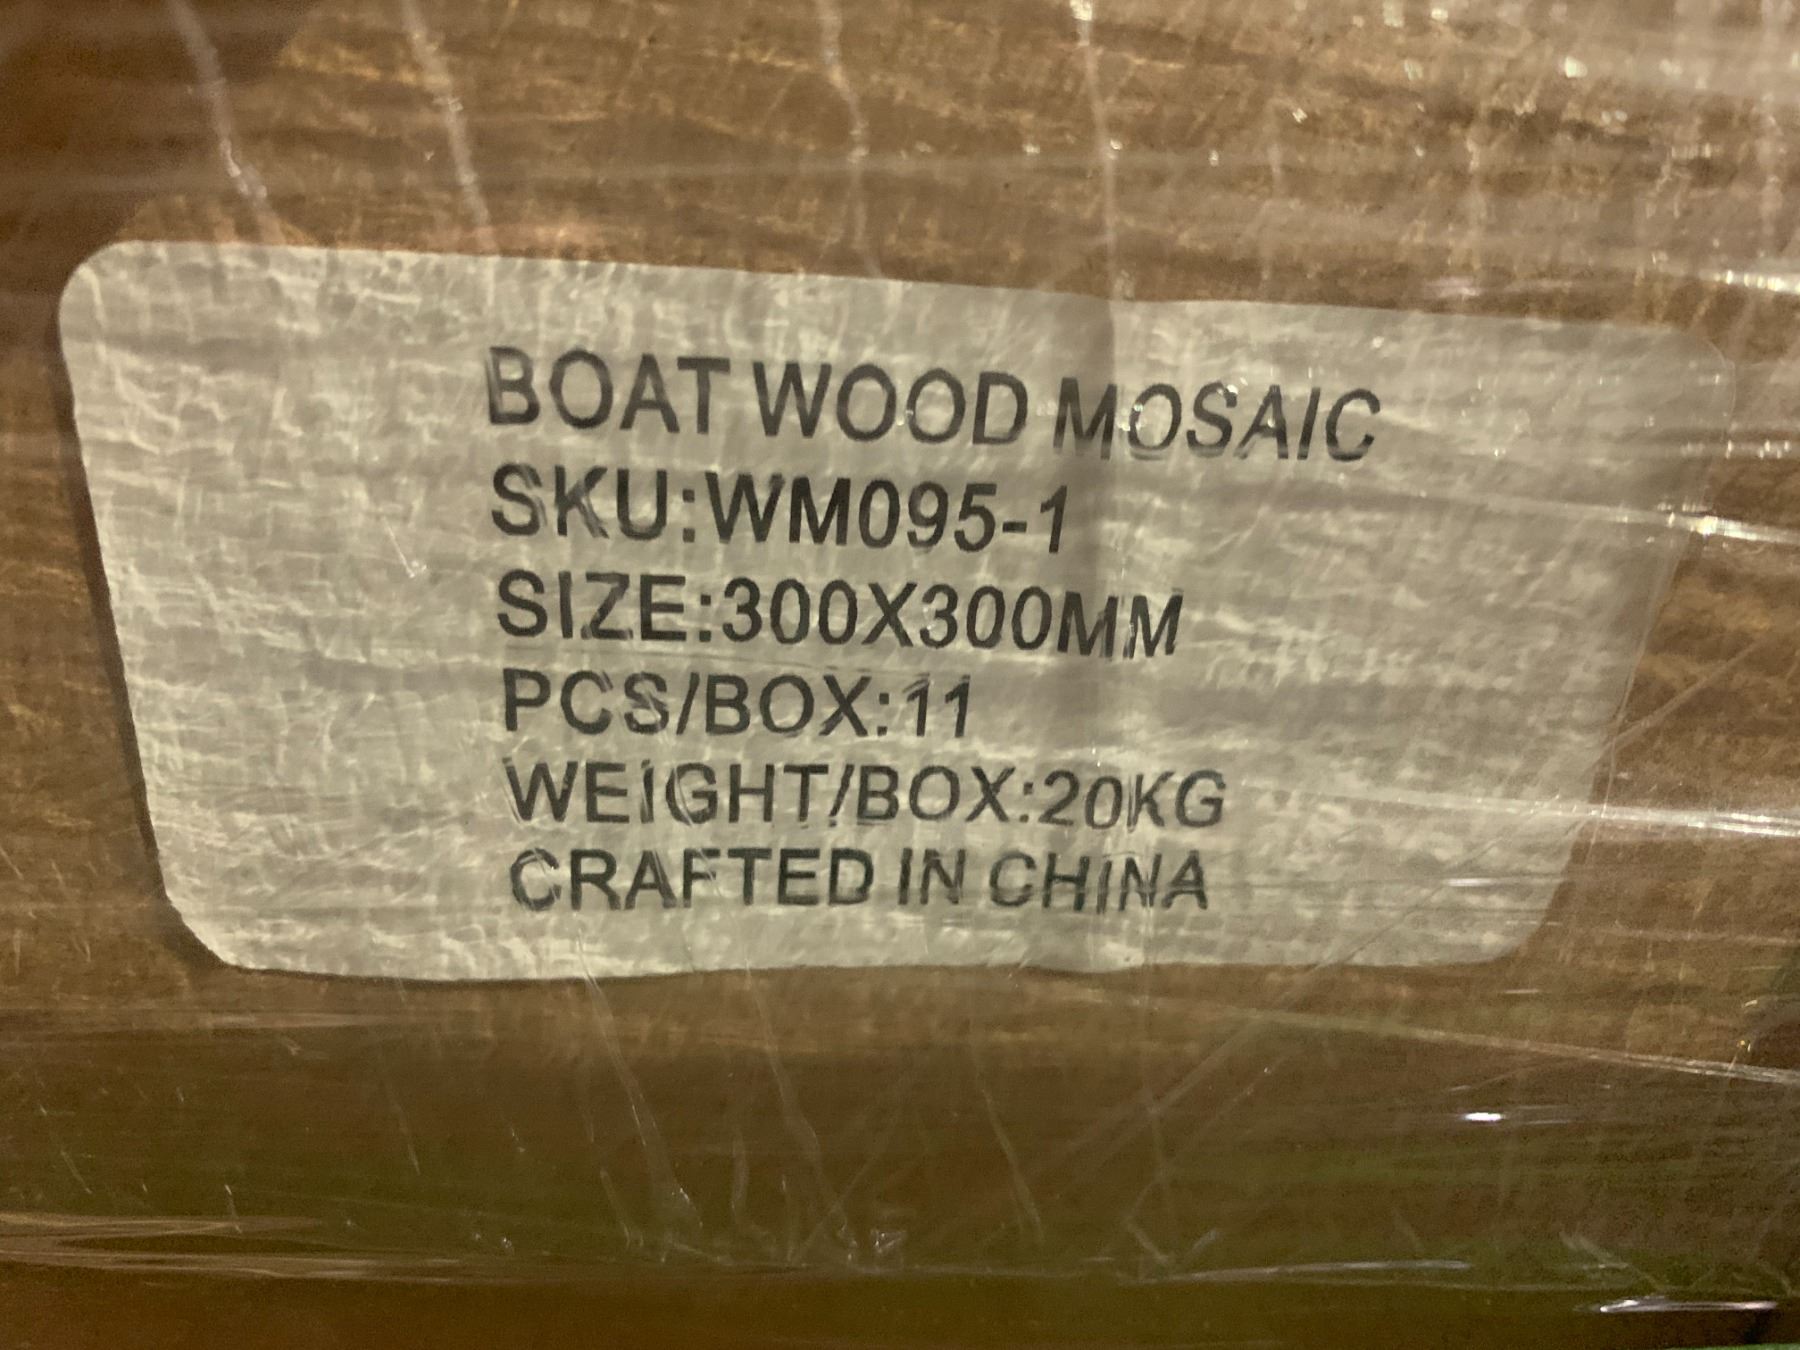 BOAT WOOD MOSAIC
SKU:WM095-1
SIZE:300X300MM
PCS/BOX:11
WEIGHT/BOX:20KG
CRAFTED IN CHINA